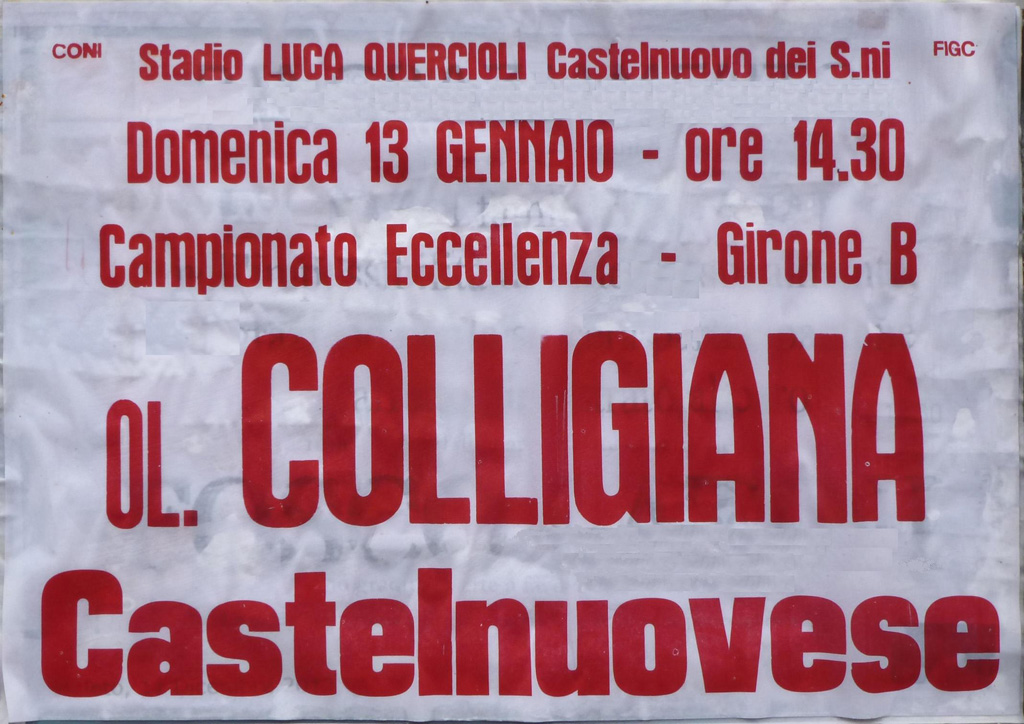 CONI Stadio LUCA QUERCIOLI Castelnuovo dei S.ni FIGC
Domenica 13 GENNAIO - ore 14.30
Campionato Eccellenza - Girone B
OL. COLLIGIANA
Castelnuovese